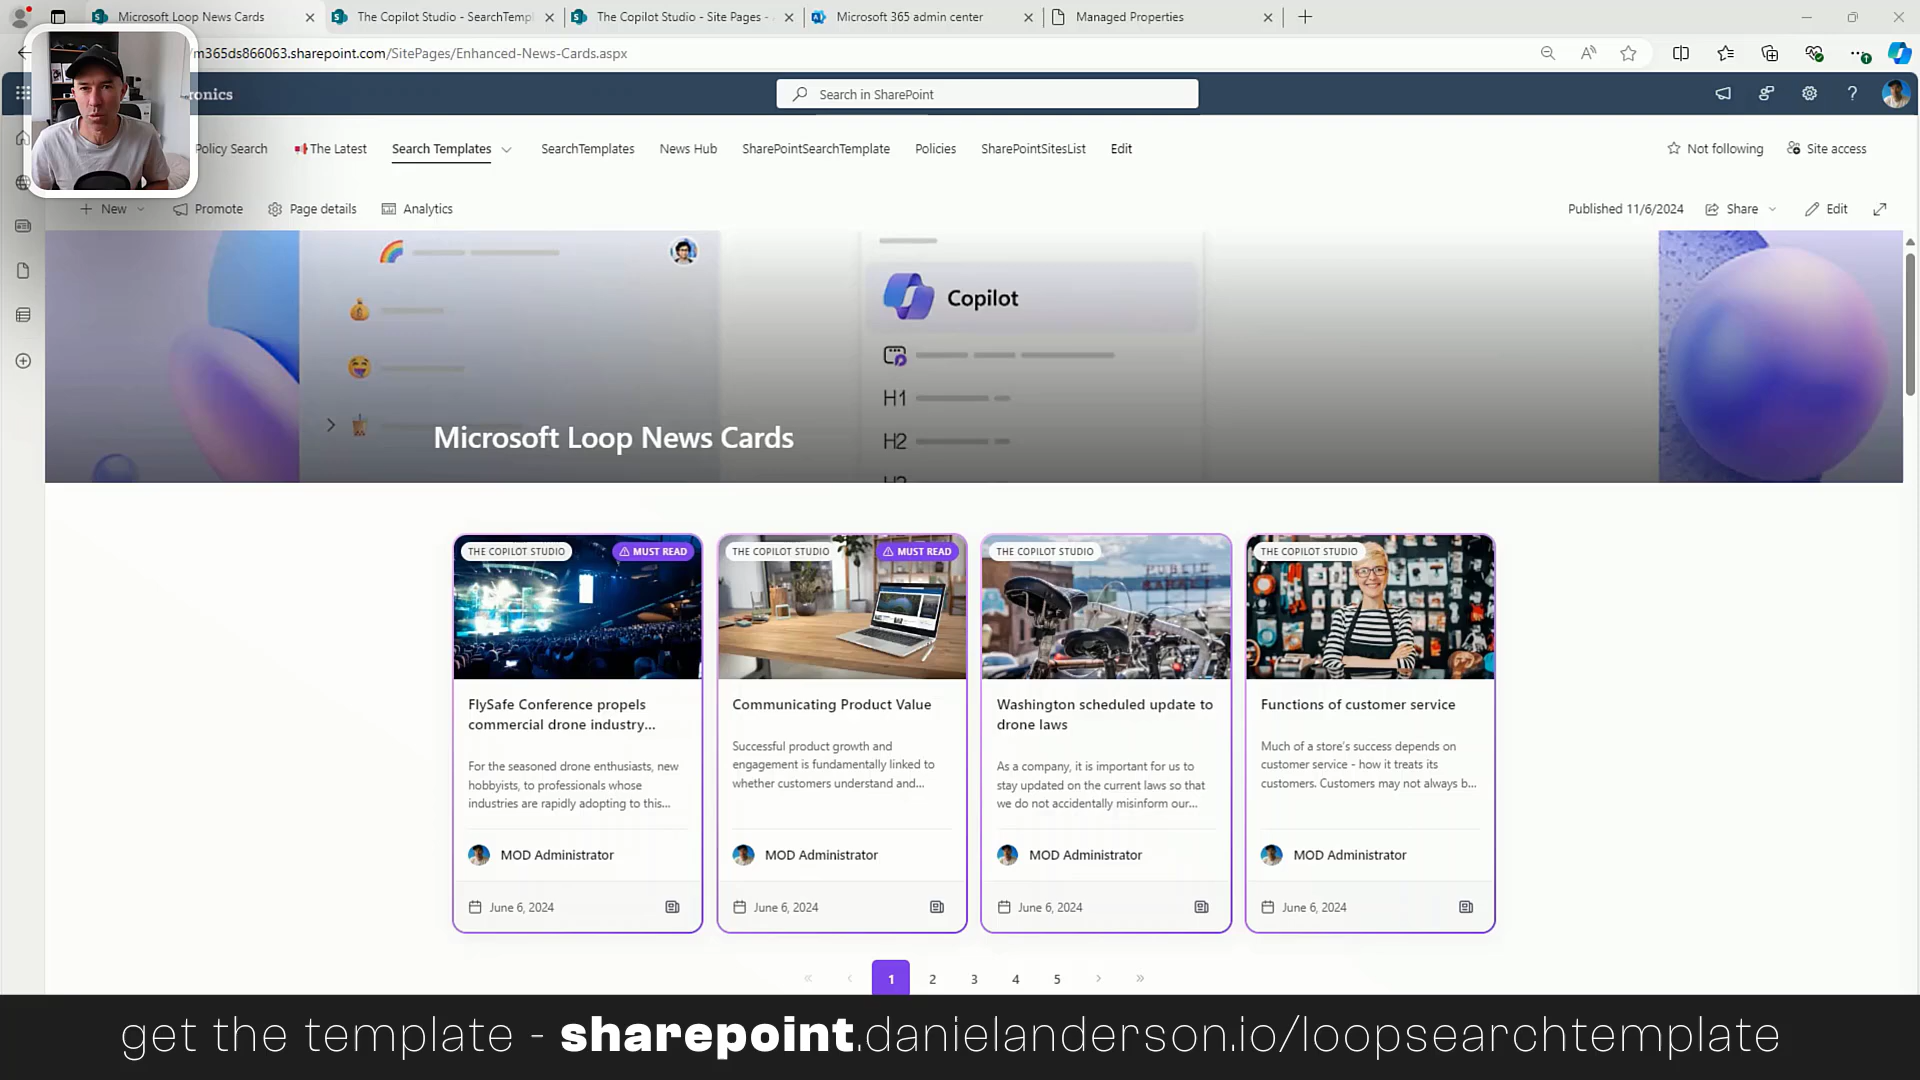 Microsoft Loop News Cards
The Copilot Studio - SearchTempl
The Copilot Studio - Site Pages -
Microsoft 365 admin center
Managed Properties
m365ds866063.sharepoint.com/SitePages/Enhanced-News-Cards.aspx
ronics
Search in SharePoint
Policy Search
The Latest
Search Templates
SearchTemplates
News Hub
SharePointSearchTemplate
Policies
SharePointSitesList
Edit
Not following
Site access
New
Promote
Page details
Analytics
Published 11/6/2024
Share
Edit
Copilot
H1
H2
Microsoft Loop News Cards
THE COPILOT STUDIO
MUST READ
FlySafe Conference propels
commercial drone industry...
For the seasoned drone enthusiasts, new
hobbyists, to professionals whose
industries are rapidly adopting to this...
MOD Administrator
June 6, 2024
THE COPILOT STUDIO
MUST READ
Communicating Product Value
Successful product growth and
engagement is fundamentally linked to
whether customers understand and...
MOD Administrator
June 6, 2024
THE COPILOT STUDIO
PUBLIC
Washington scheduled update to
drone laws
As a company, it is important for us to
stay updated on the current laws so that
we do not accidentally misinform our...
MOD Administrator
June 6, 2024
THE COPILOT STUDIO
Functions of customer service
Much of a store's success depends on
customer service - how it treats its
customers. Customers may not always b...
MOD Administrator
June 6, 2024
« ‹ 1 2 3 4 5 › »
get the template - sharepoint.danielanderson.io/loopsearchtemplate